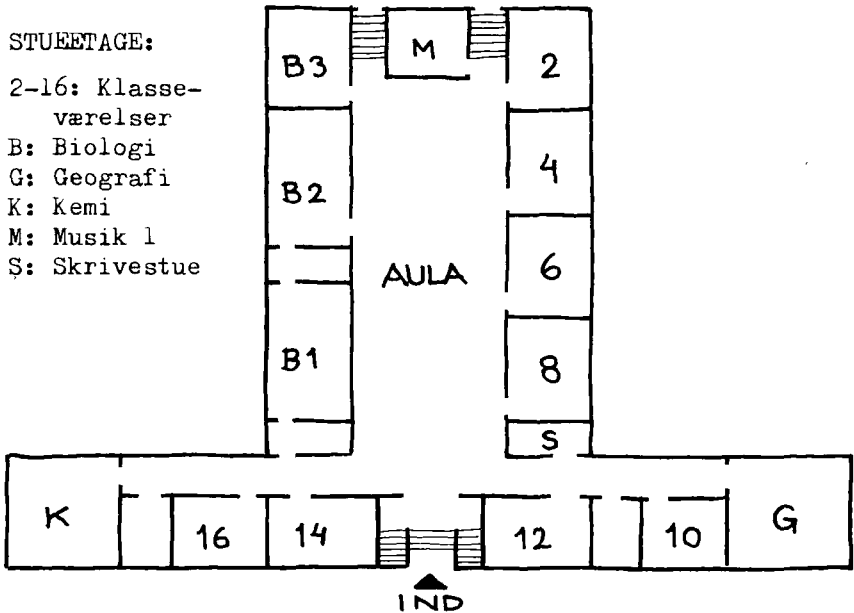 STUEETAGE:
2-16: Klasse-
værelser
B: Biologi
G: Geografi
K: Kemi
M: Musik 1
S: Skrivestue
B3
M
2
B2
4
AULA
6
B1
8
S
K
16
14
12
10
G
IND